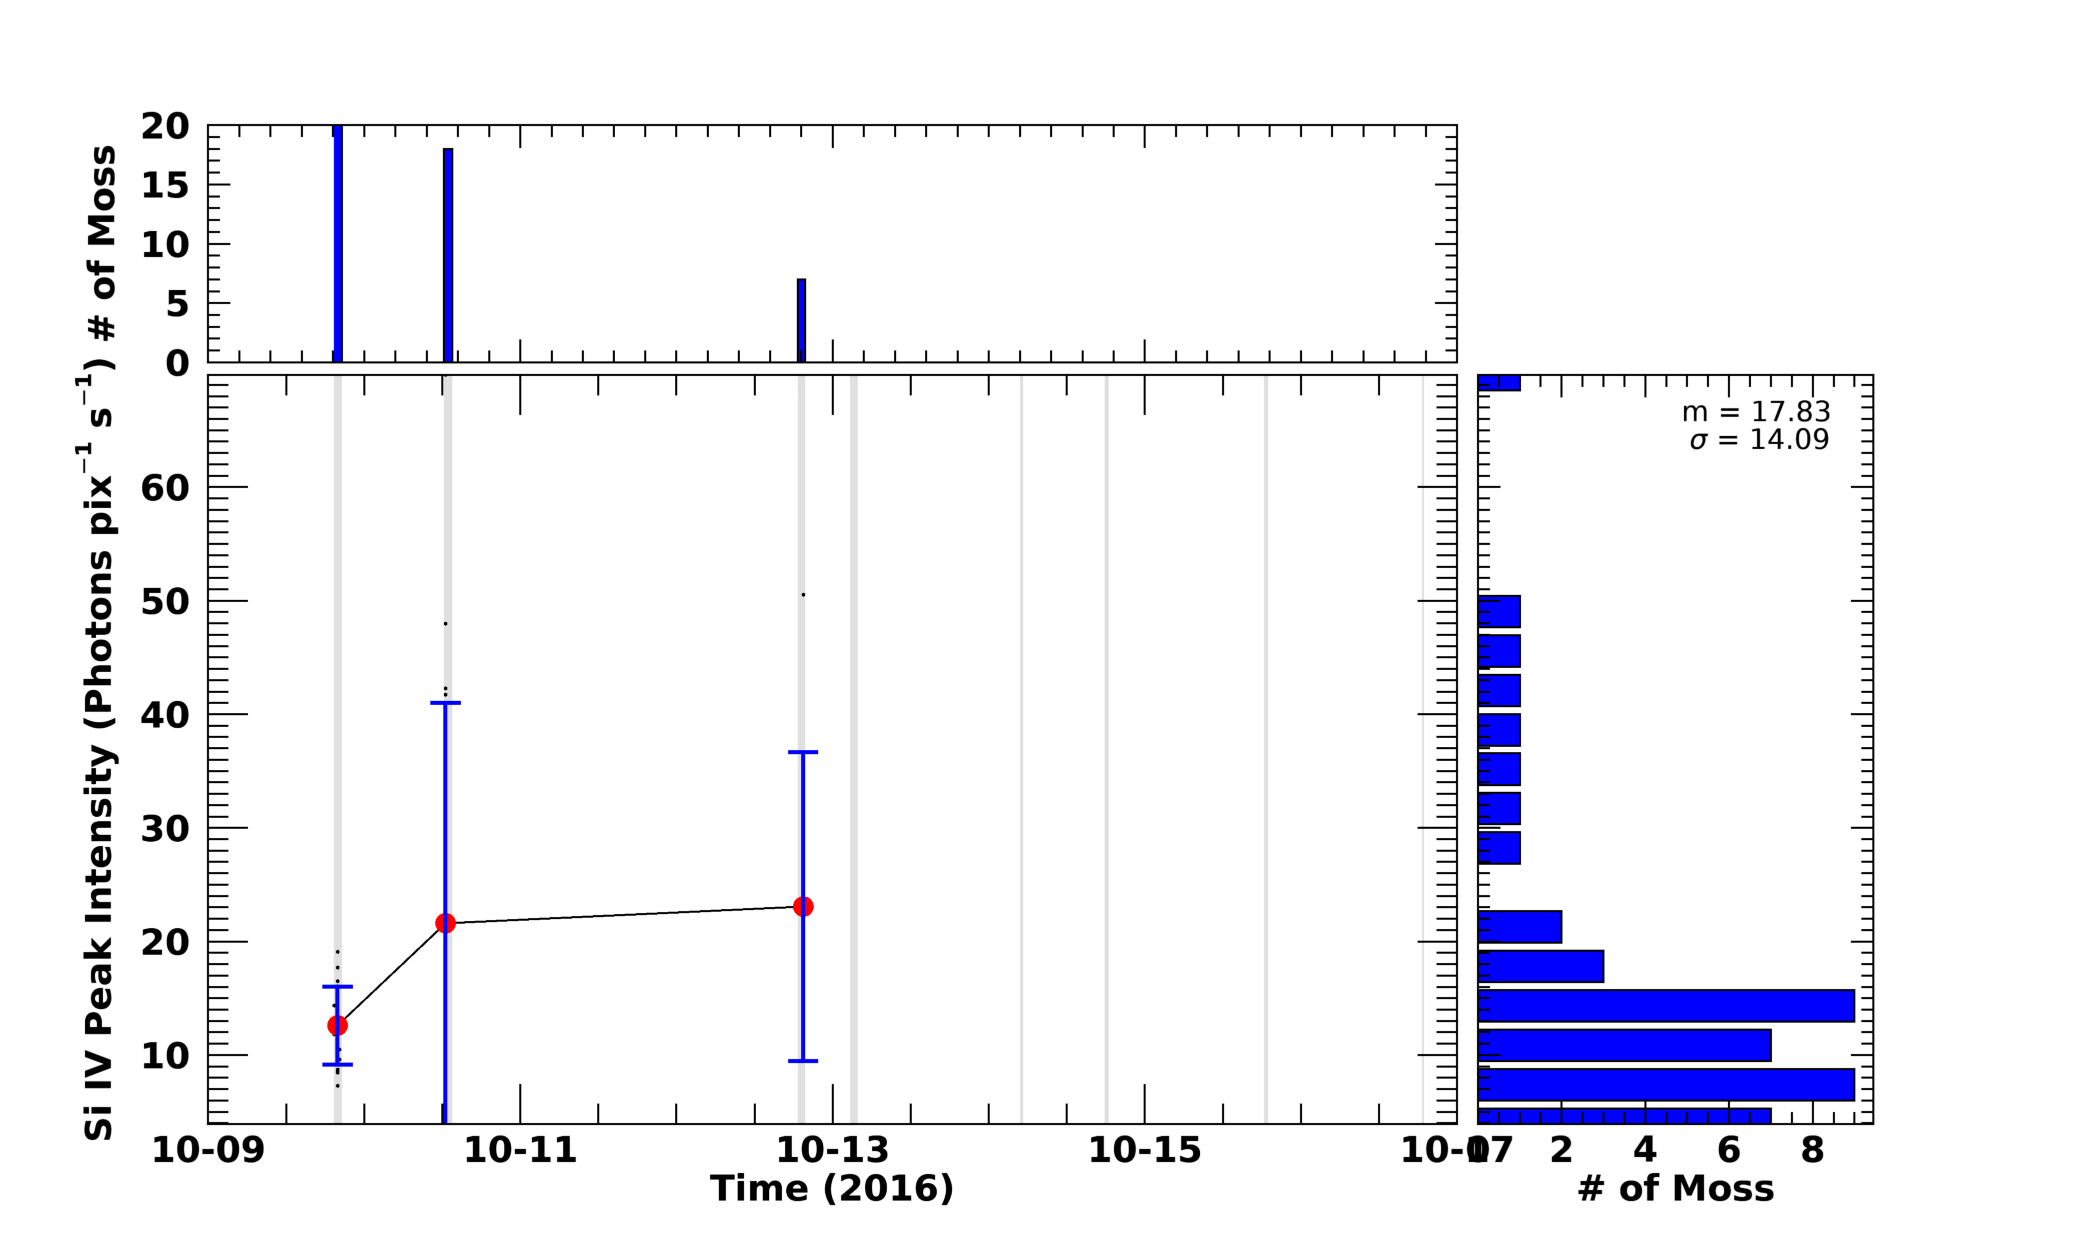 20
15
10
5
0
# of Moss
60
50
40
30
20
10
Si IV Peak Intensity (Photons pix⁻¹ s⁻¹)
m = 17.83
σ = 14.09
10-09 10-11 10-13 10-15 10-17
0 2 4 6 8
Time (2016)
# of Moss